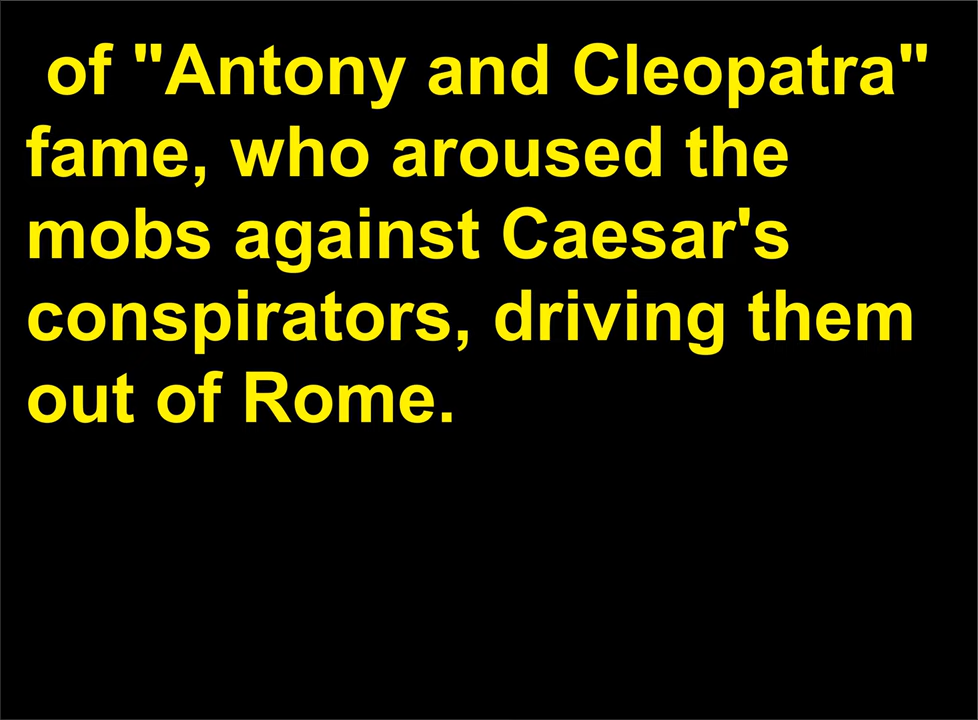 of "Antony and Cleopatra"
fame, who aroused the
mobs against Caesar's
conspirators, driving them
out of Rome.